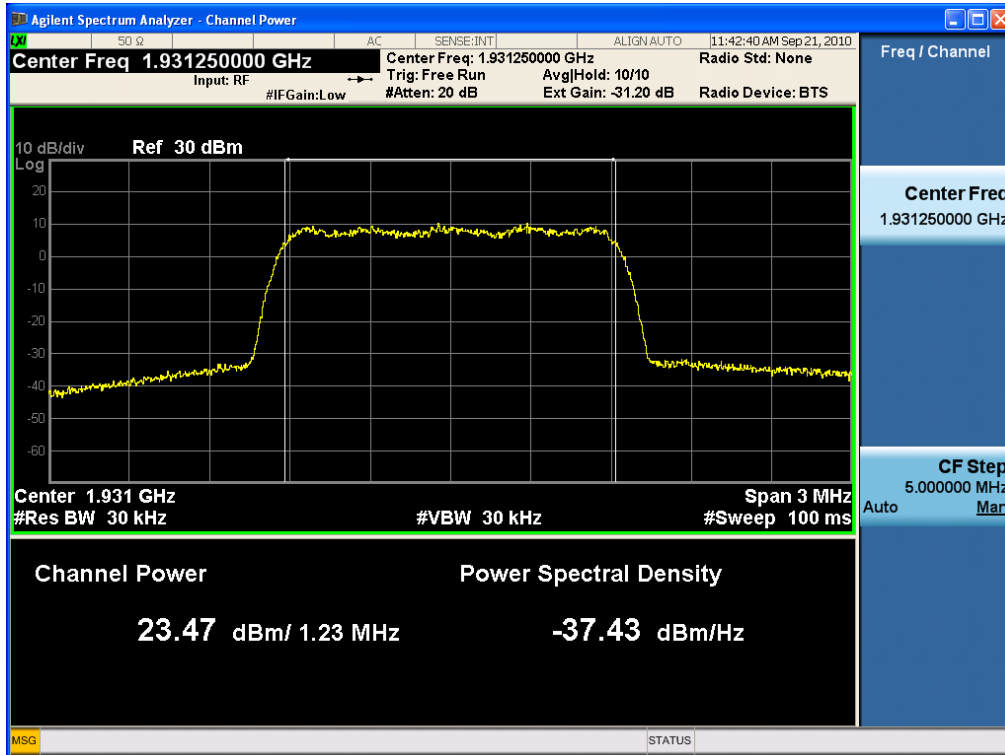 Agilent Spectrum Analyzer - Channel Power
LXI 50 Ω AC SENSE:INT ALIGN AUTO 11:42:40 AM Sep 21, 2010
Center Freq 1.931250000 GHz
Input: RF
#IFGain:Low
Center Freq: 1.931250000 GHz
Trig: Free Run Avg|Hold: 10/10
#Atten: 20 dB Ext Gain: -31.20 dB
Radio Std: None
Radio Device: BTS
Freq / Channel
10 dB/div Ref 30 dBm
Log
20
10
0
-10
-20
-30
-40
-50
-60
Center 1.931 GHz Span 3 MHz
#Res BW 30 kHz #VBW 30 kHz #Sweep 100 ms
Center Freq
1.931250000 GHz
CF Step
5.000000 MHz
Auto Man
Channel Power Power Spectral Density
23.47 dBm/ 1.23 MHz -37.43 dBm/Hz
MSG STATUS